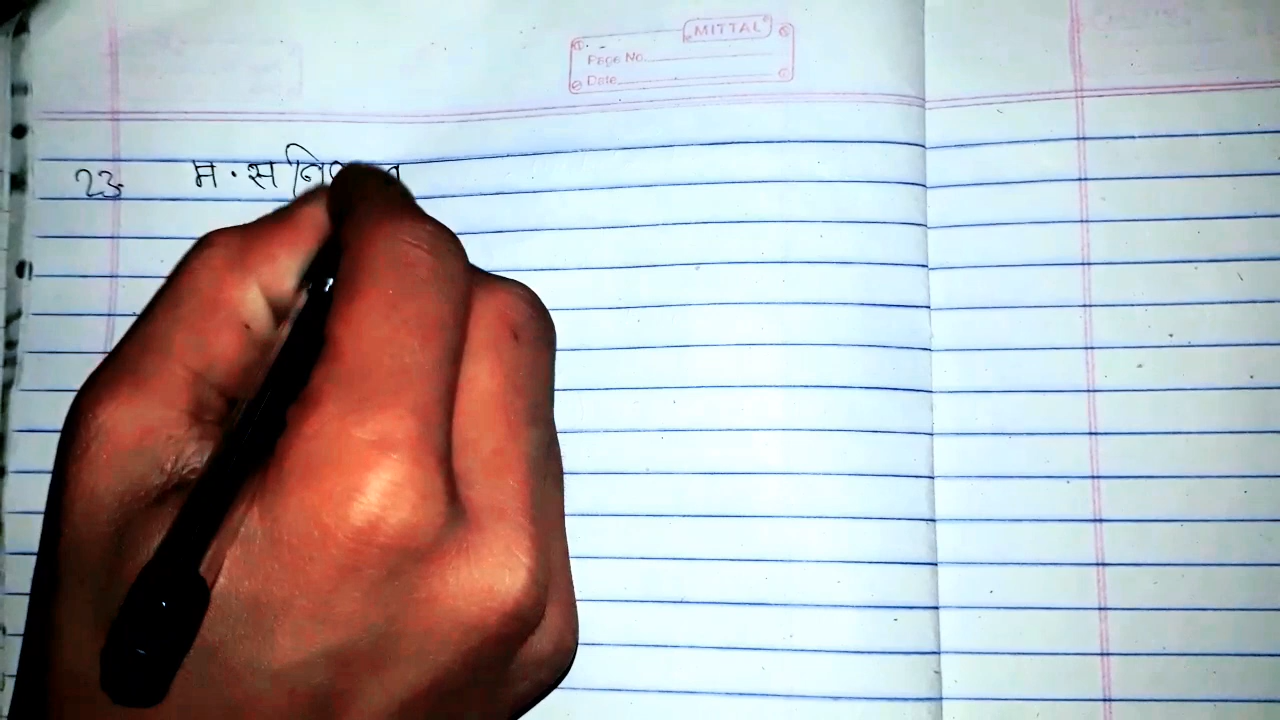 MITTAL
Page No.
Date
23. म . स